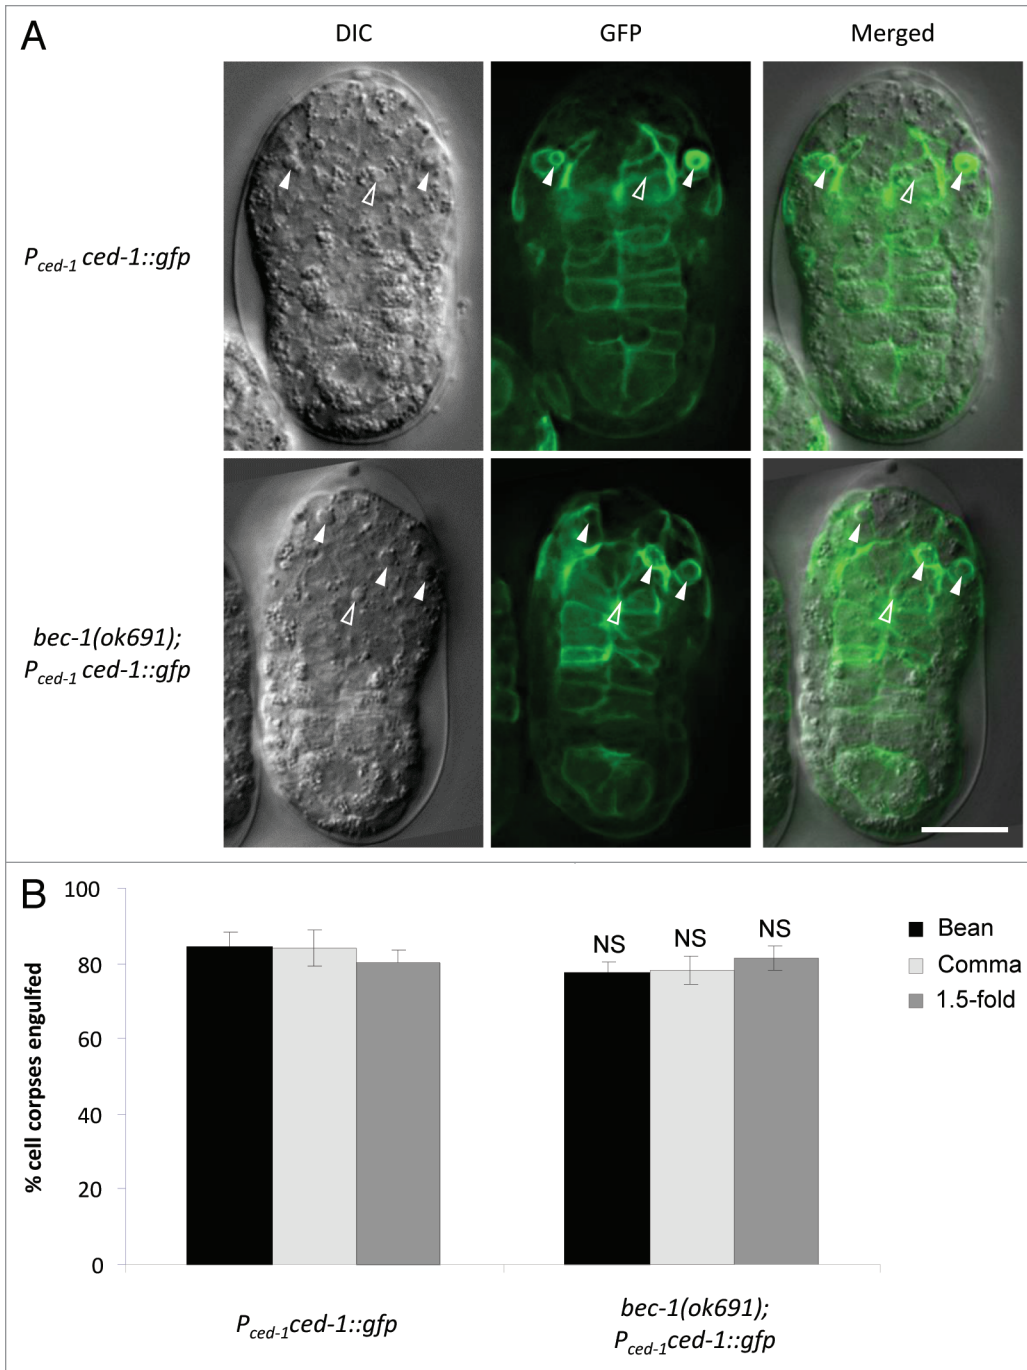 A
DIC
GFP
Merged
Pced-1 ced-1::gfp
bec-1(ok691);
Pced-1 ced-1::gfp
B
100
80
60
40
20
0
% cell corpses engulfed
NS
NS
NS
Bean
Comma
1.5-fold
Pced-1ced-1::gfp
bec-1(ok691);
Pced-1ced-1::gfp